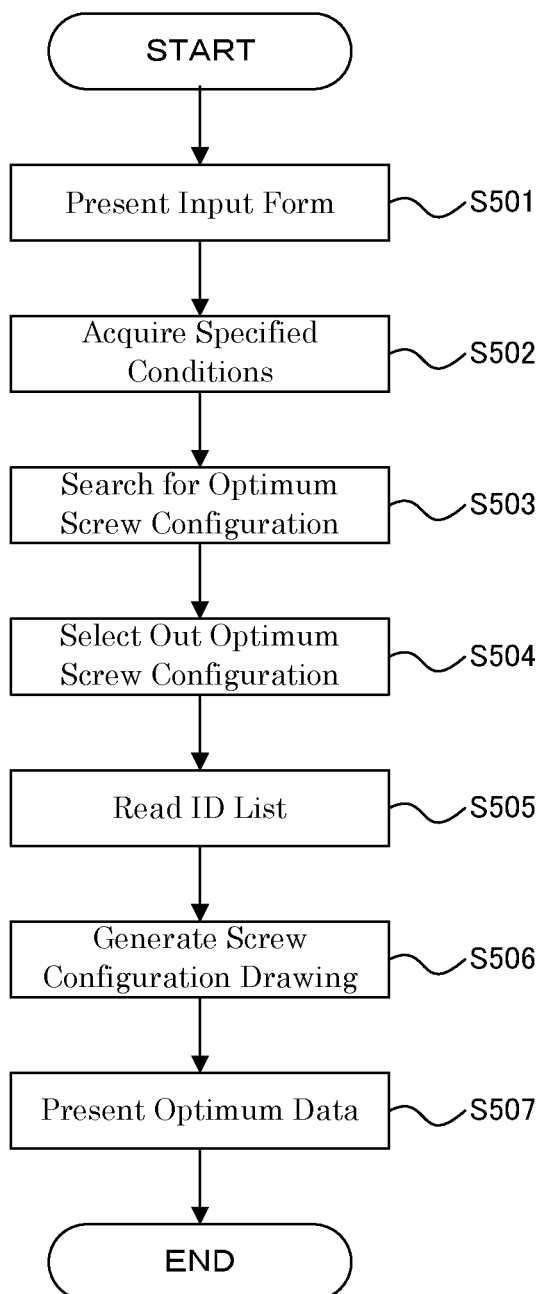 START
Present Input Form
S501
Acquire Specified
Conditions
S502
Search for Optimum
Screw Configuration
S503
Select Out Optimum
Screw Configuration
S504
Read ID List
S505
Generate Screw
Configuration Drawing
S506
Present Optimum Data
S507
END